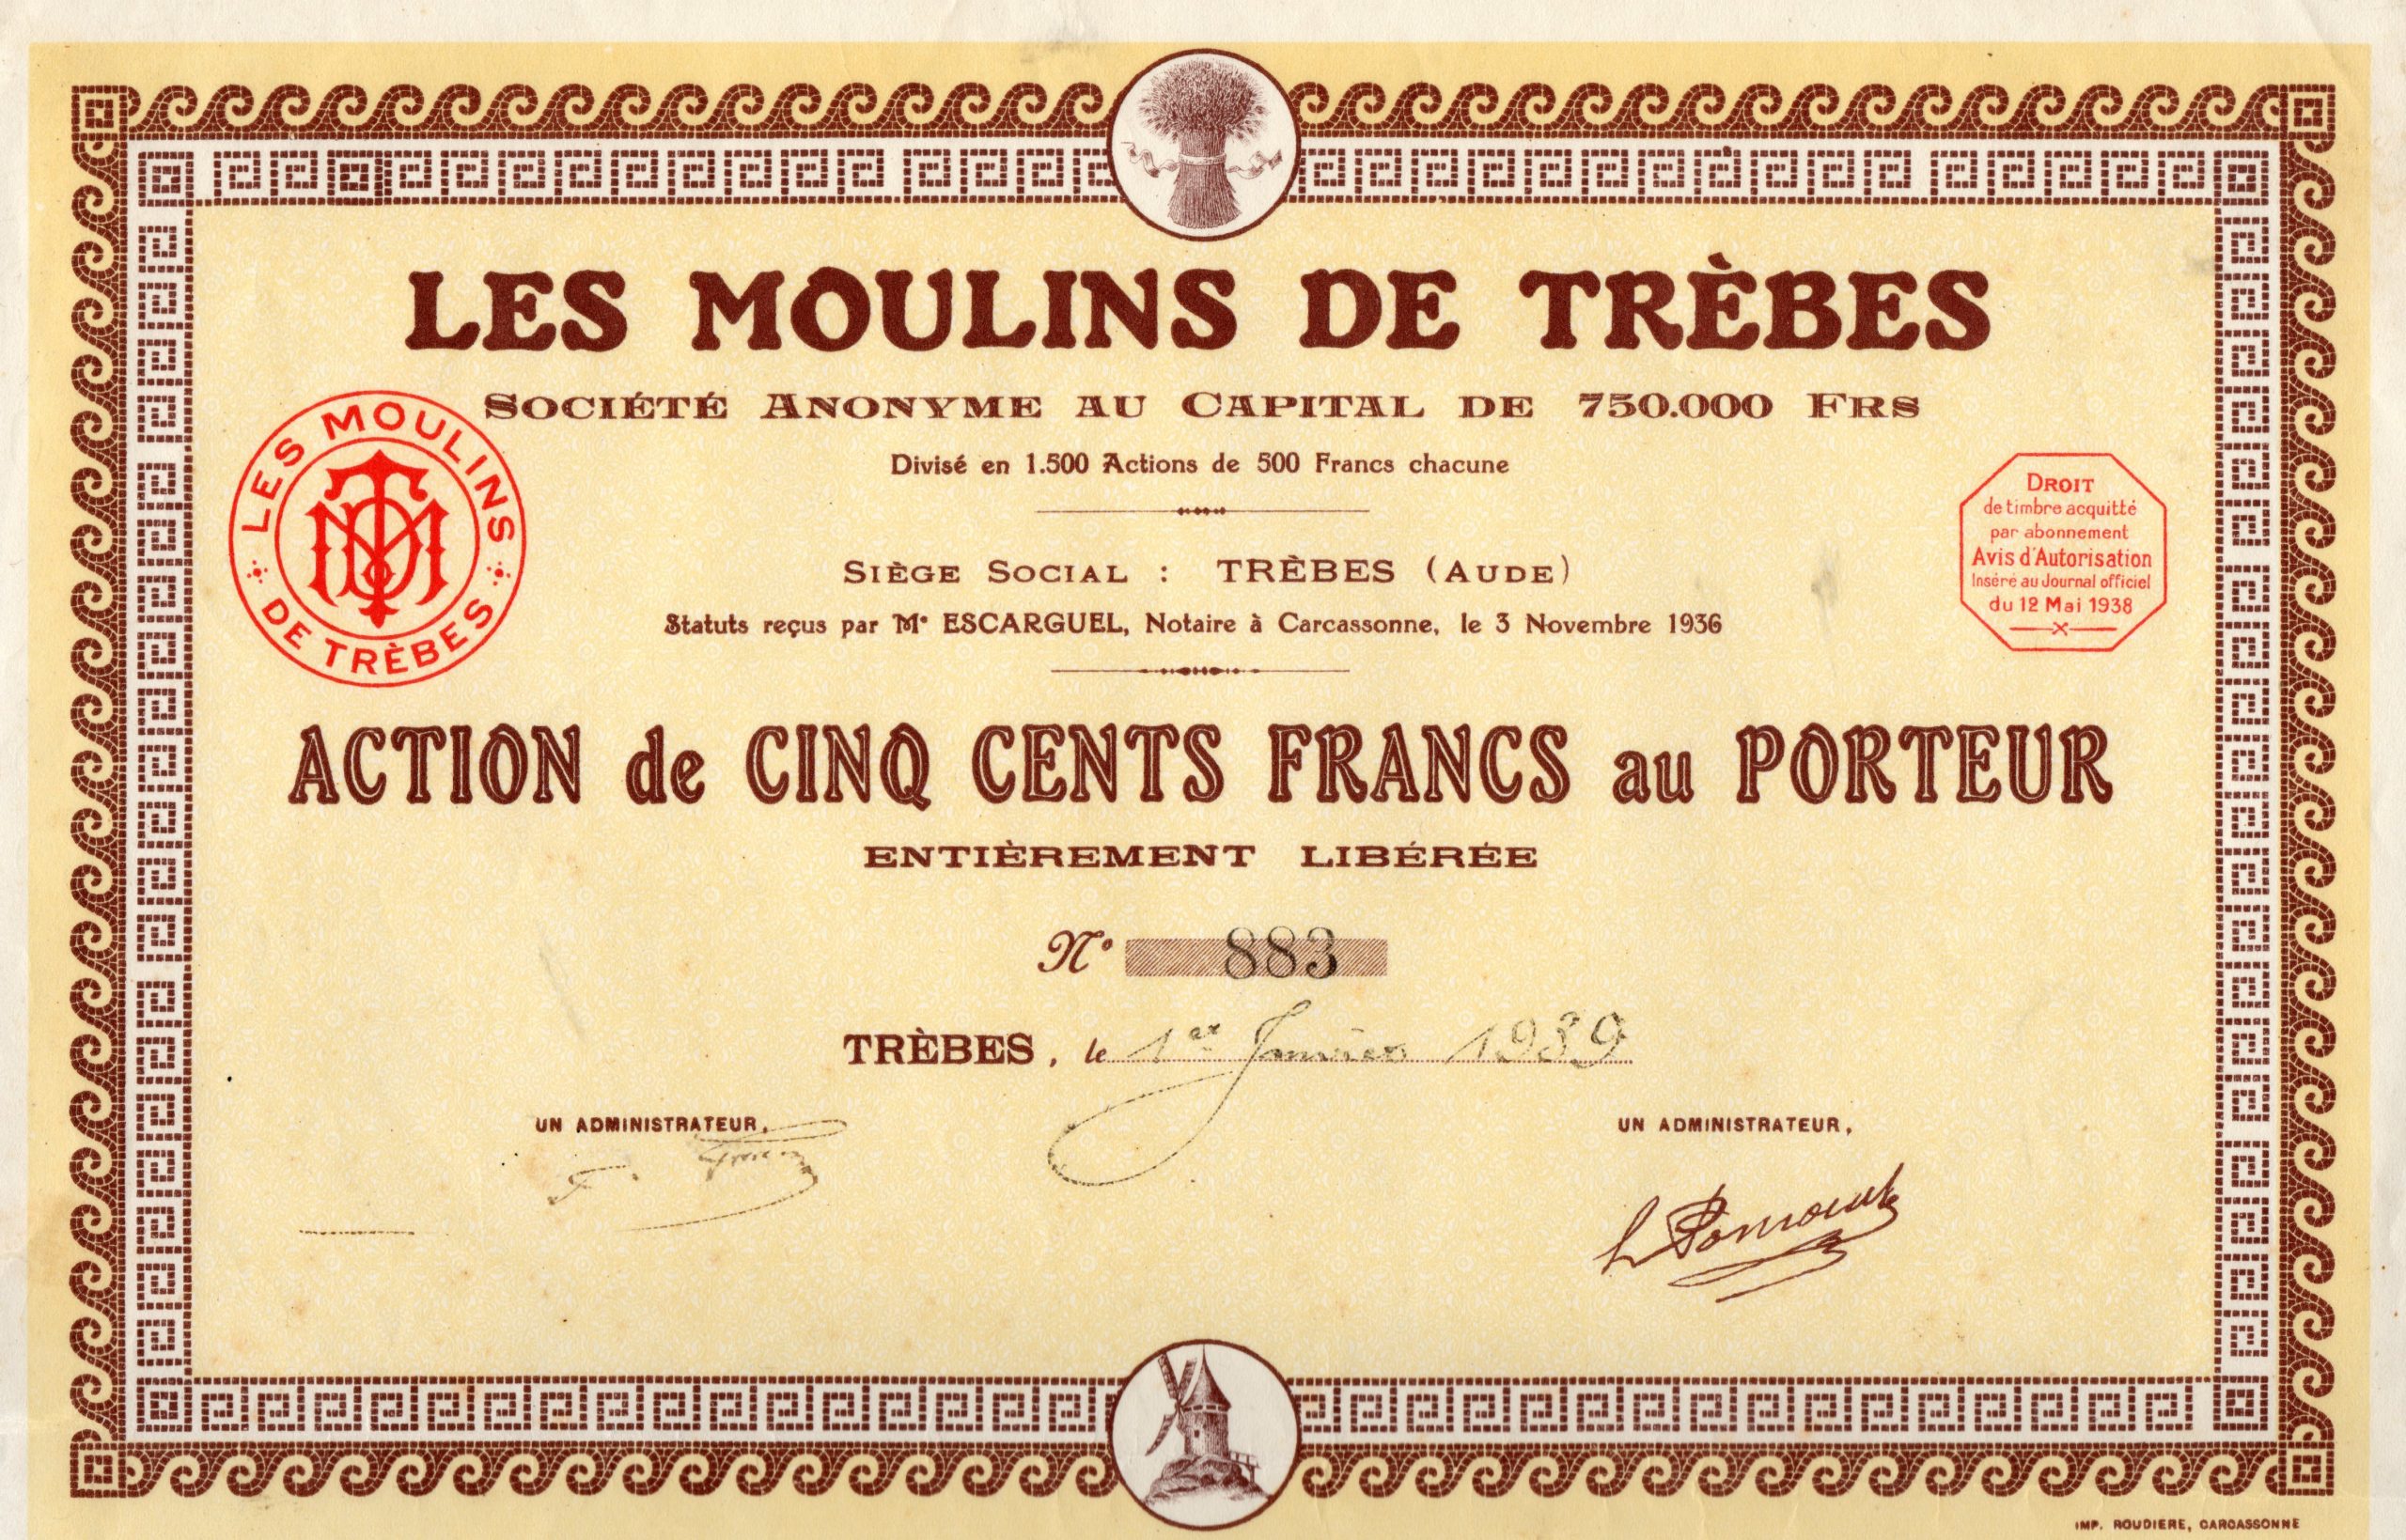 LES MOULINS DE TRÈBES
SOCIÉTÉ ANONYME AU CAPITAL DE 750.000 FRS
Divisé en 1.500 Actions de 500 Francs chacune
LES MOULINS DE TRÈBES
DROIT
de timbre acquitté
par abonnement
Avis d'Autorisation
Inséré au Journal officiel
du 12 Mai 1938
SIÈGE SOCIAL : TRÈBES (AUDE)
Statuts reçus par Me ESCARGUEL, Notaire à Carcassonne, le 3 Novembre 1936
ACTION de CINQ CENTS FRANCS au PORTEUR
ENTIÈREMENT LIBÉRÉE
N° 883
TRÈBES, le 1er Janvier 1939
UN ADMINISTRATEUR,
UN ADMINISTRATEUR,
IMP. ROUDIERE, CARCASSONNE